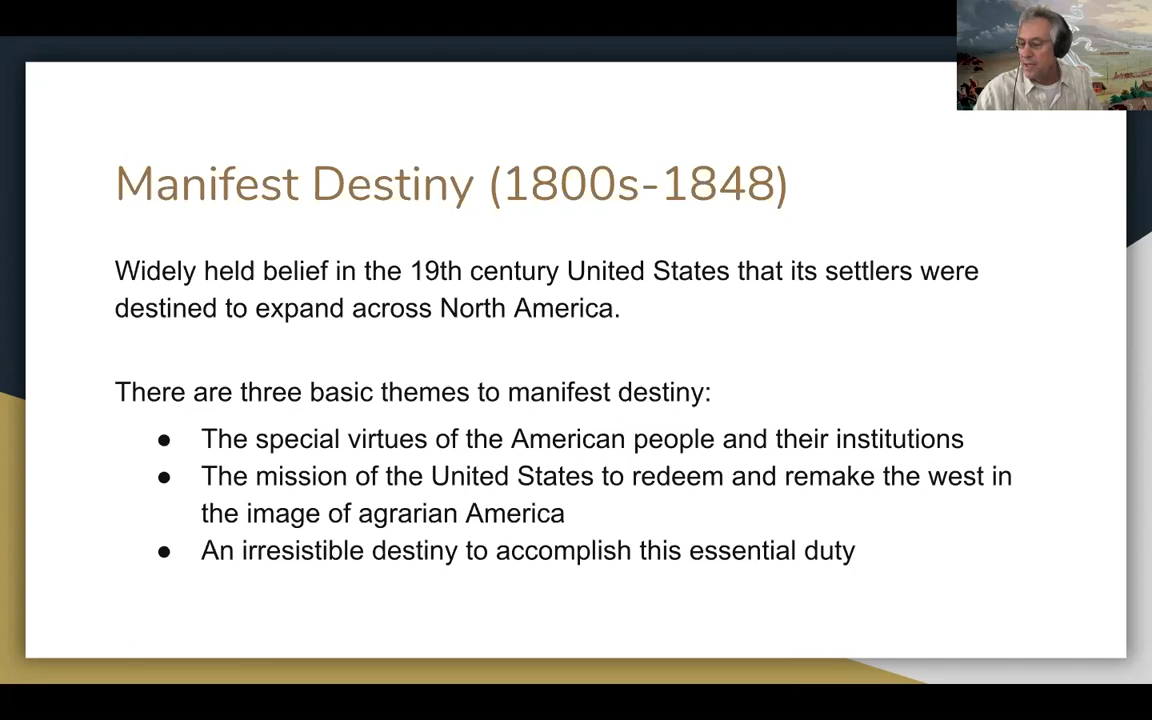 Manifest Destiny (1800s-1848)
Widely held belief in the 19th century United States that its settlers were
destined to expand across North America.
There are three basic themes to manifest destiny:
● The special virtues of the American people and their institutions
● The mission of the United States to redeem and remake the west in
the image of agrarian America
● An irresistible destiny to accomplish this essential duty